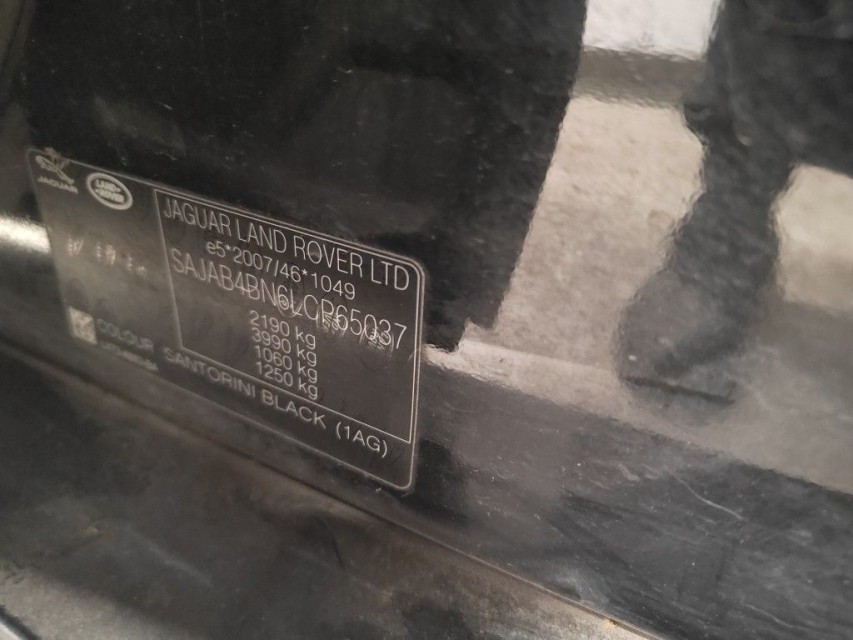 JAGUAR
LAND
ROVER
JAGUAR LAND ROVER LTD
e5*2007/46*1049
SAJAB4BN6LCP65037
2190 kg
3990 kg
1060 kg
1250 kg
COLOUR SANTORINI BLACK (1AG)